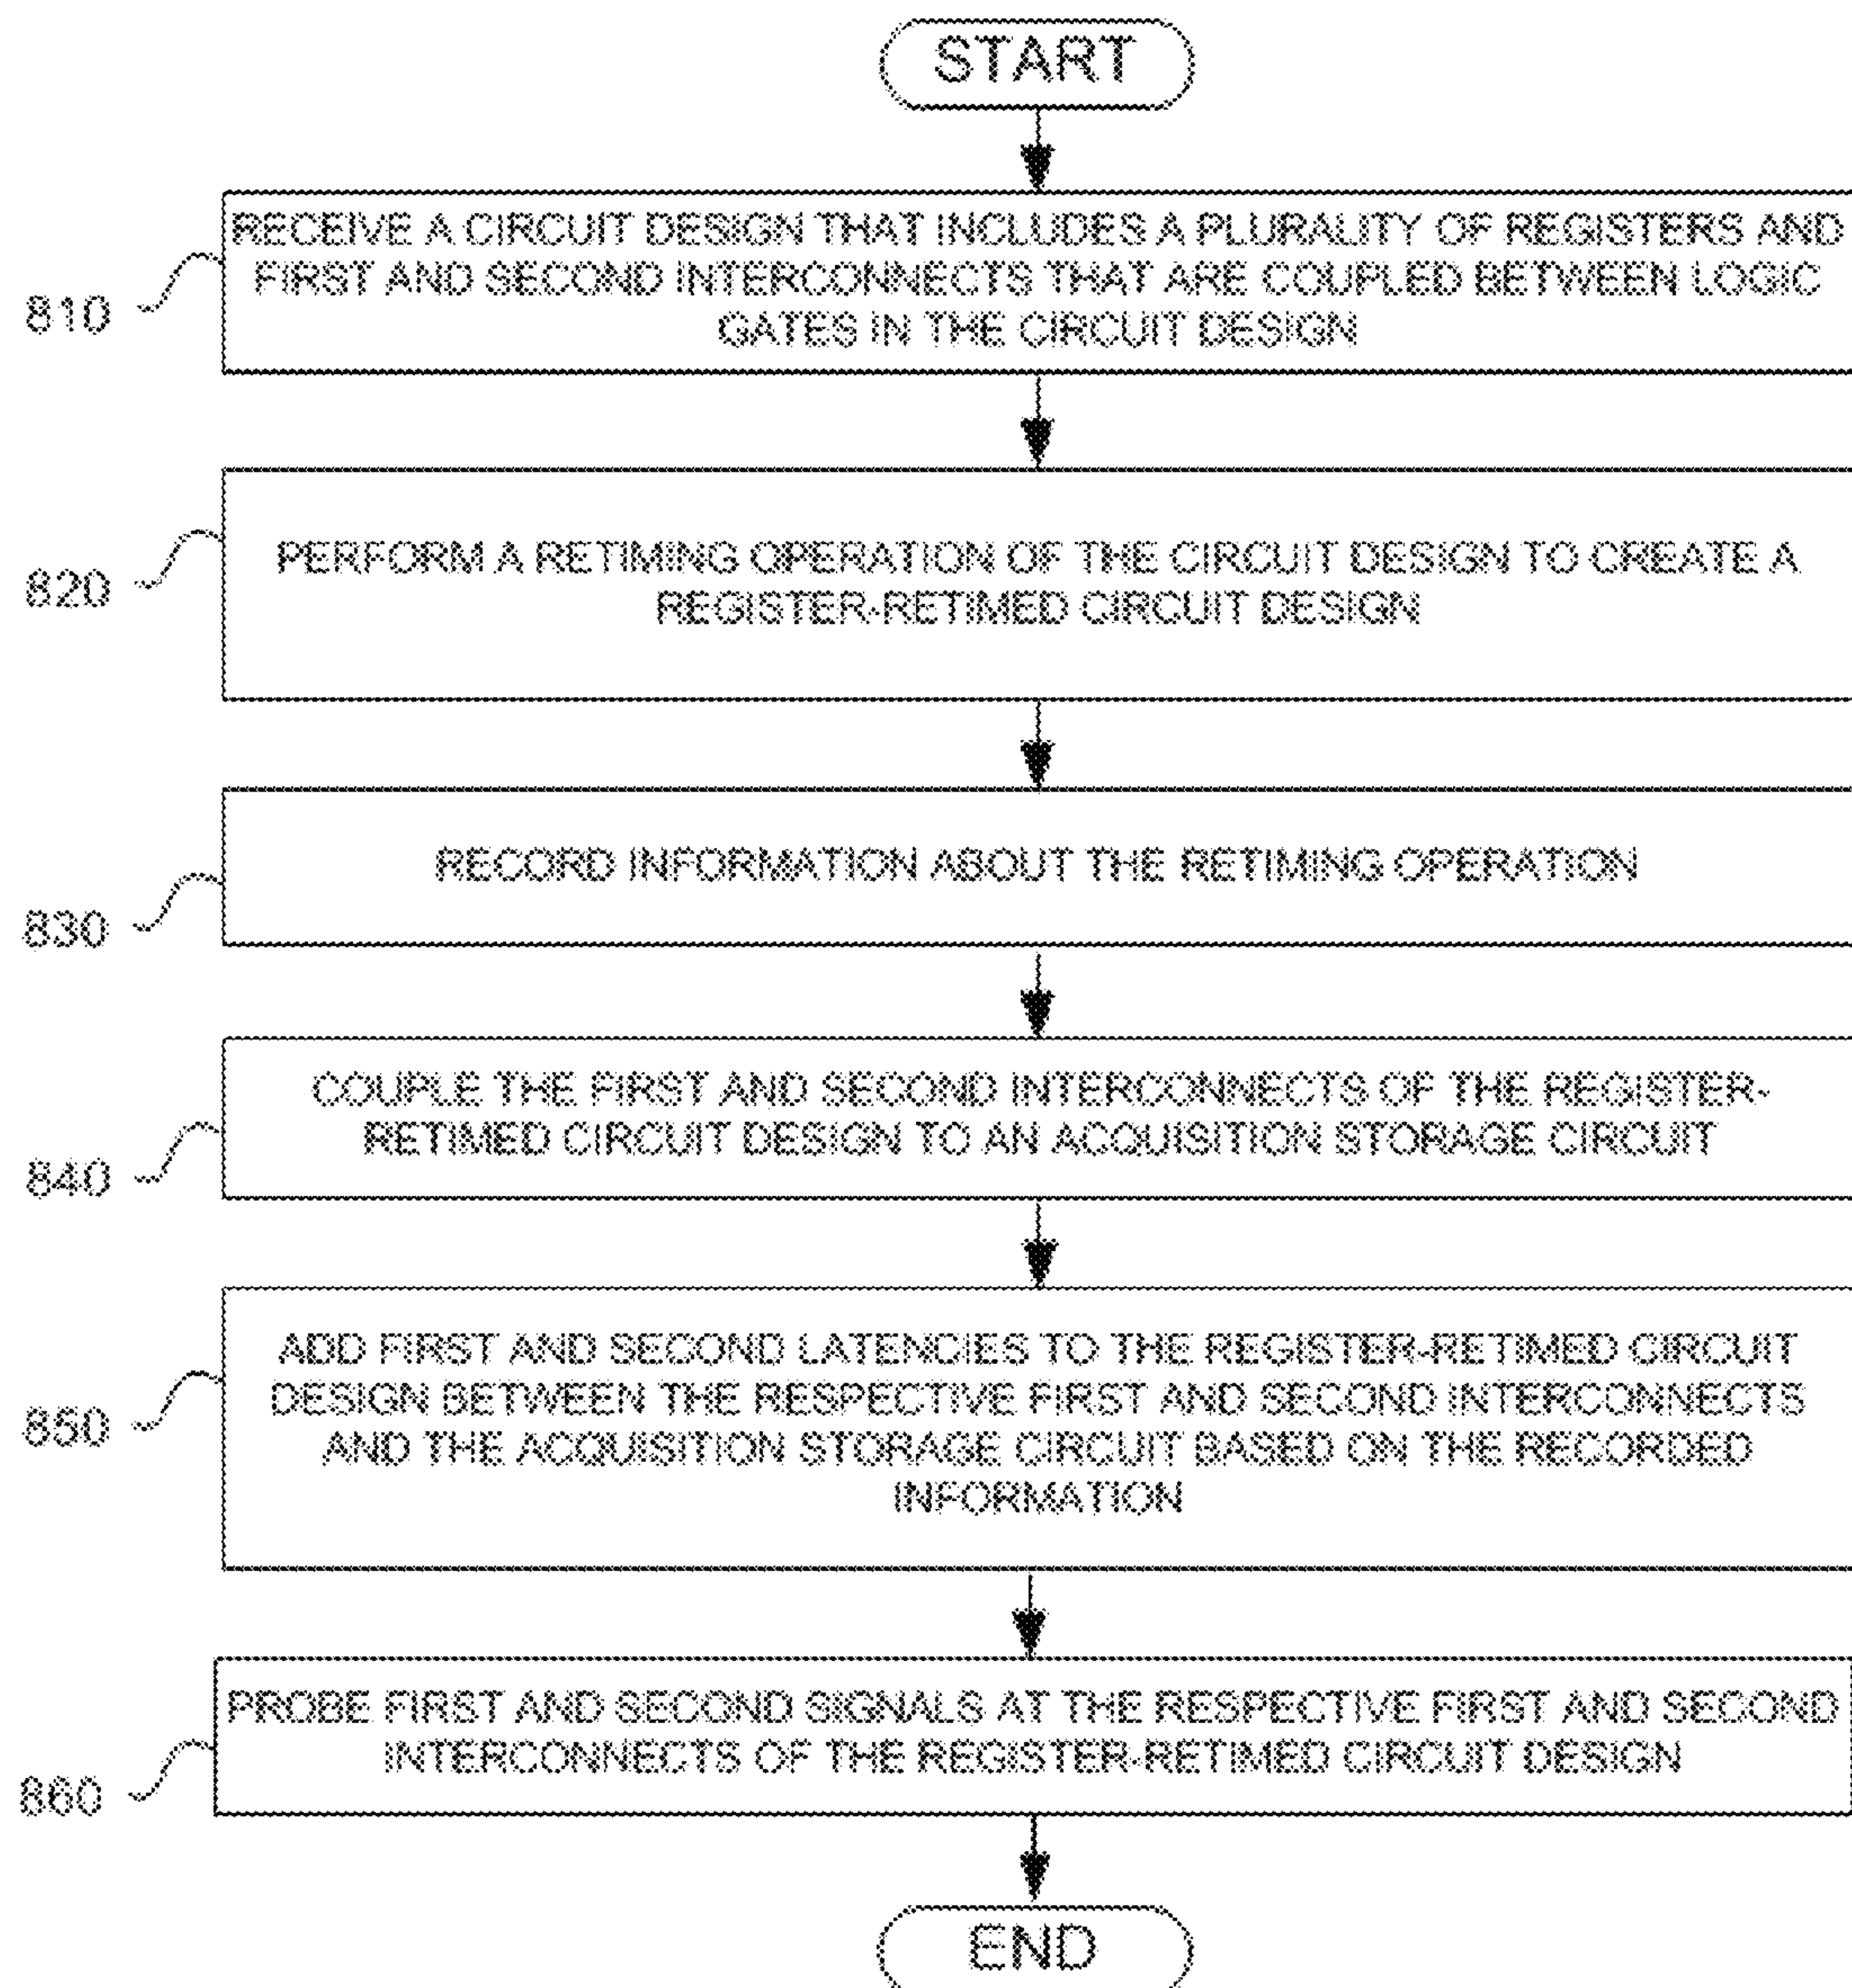 START
810
RECEIVE A CIRCUIT DESIGN THAT INCLUDES A PLURALITY OF REGISTERS AND
FIRST AND SECOND INTERCONNECTS THAT ARE COUPLED BETWEEN LOGIC
GATES IN THE CIRCUIT DESIGN
820
PERFORM A RETIMING OPERATION OF THE CIRCUIT DESIGN TO CREATE A
REGISTER-RETIMED CIRCUIT DESIGN
830
RECORD INFORMATION ABOUT THE RETIMING OPERATION
840
COUPLE THE FIRST AND SECOND INTERCONNECTS OF THE REGISTER-
RETIMED CIRCUIT DESIGN TO AN ACQUISITION STORAGE CIRCUIT
850
ADD FIRST AND SECOND LATENCIES TO THE REGISTER-RETIMED CIRCUIT
DESIGN BETWEEN THE RESPECTIVE FIRST AND SECOND INTERCONNECTS
AND THE ACQUISITION STORAGE CIRCUIT BASED ON THE RECORDED
INFORMATION
860
PROBE FIRST AND SECOND SIGNALS AT THE RESPECTIVE FIRST AND SECOND
INTERCONNECTS OF THE REGISTER-RETIMED CIRCUIT DESIGN
END